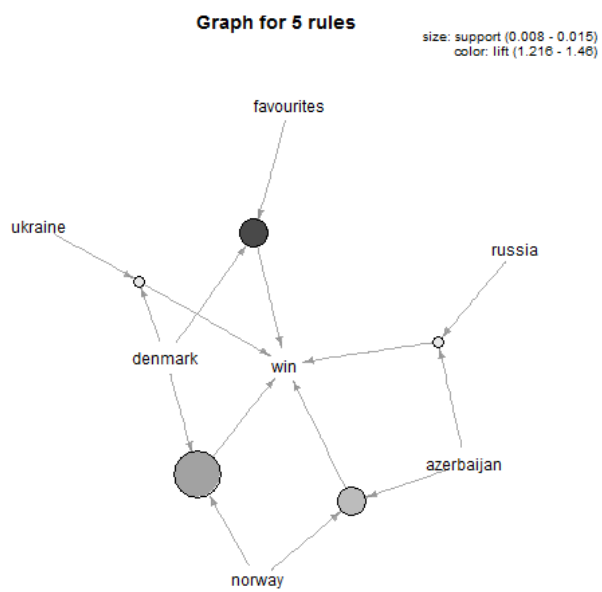 Graph for 5 rules
size: support (0.008 - 0.015)
color: lift (1.216 - 1.46)
favourites
ukraine
russia
denmark
win
azerbaijan
norway